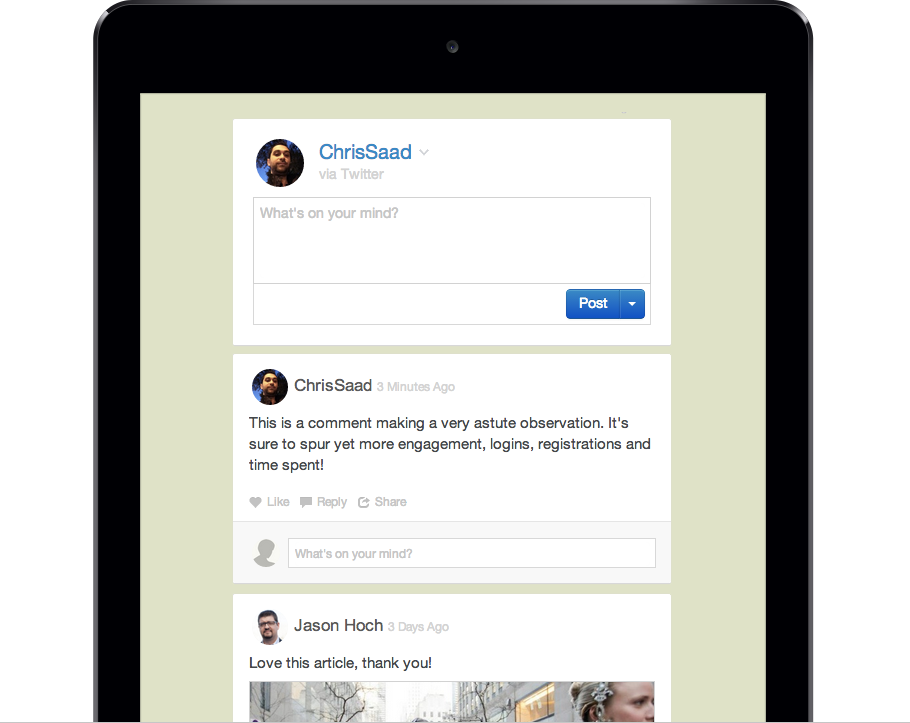 ChrisSaad
via Twitter
What's on your mind?
Post
ChrisSaad 3 Minutes Ago
This is a comment making a very astute observation. It's
sure to spur yet more engagement, logins, registrations and
time spent!
Like Reply Share
What's on your mind?
Jason Hoch 3 Days Ago
Love this article, thank you!